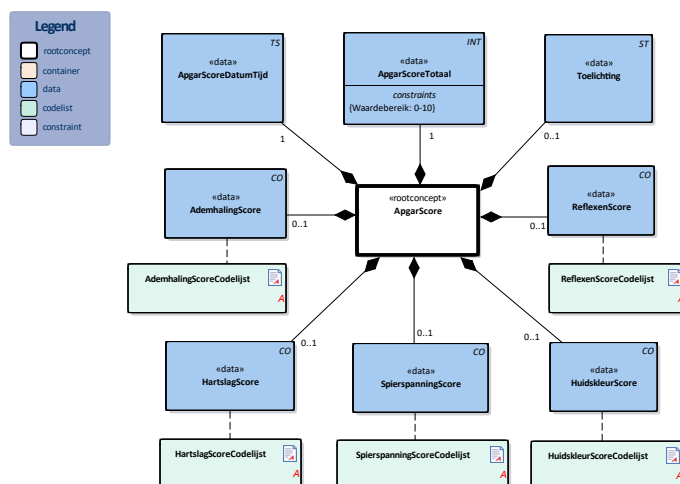 Legend
rootconcept
container
data
codelist
constraint
TS
«data»
ApgarScoreDatumTijd
INT
«data»
ApgarScoreTotaal
constraints
{Waardebereik: 0-10}
ST
«data»
Toelichting
1
1
0..1
CO
«data»
AdemhalingScore
0..1
«rootconcept»
ApgarScore
CO
«data»
ReflexenScore
0..1
AdemhalingScoreCodelijst
A
ReflexenScoreCodelijst
A
0..1
0..1
0..1
CO
«data»
HartslagScore
CO
«data»
SpierspanningScore
CO
«data»
HuidskleurScore
HartslagScoreCodelijst
A
SpierspanningScoreCodelijst
A
HuidskleurScoreCodelijst
A